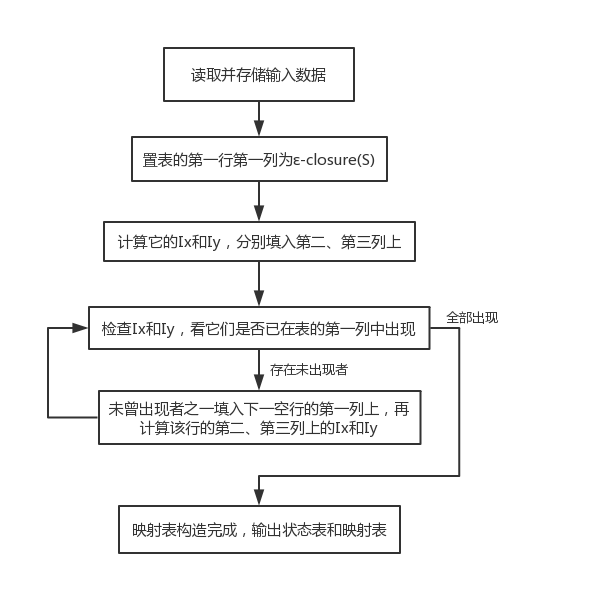 读取并存储输入数据
置表的第一行第一列为ε-closure(S)
计算它的Ix和Iy，分别填入第二、第三列上
检查Ix和Iy，看它们是否已在表的第一列中出现
全部出现
存在未出现者
未曾出现者之一填入下一空行的第一列上，再
计算该行的第二、第三列上的Ix和Iy
映射表构造完成，输出状态表和映射表